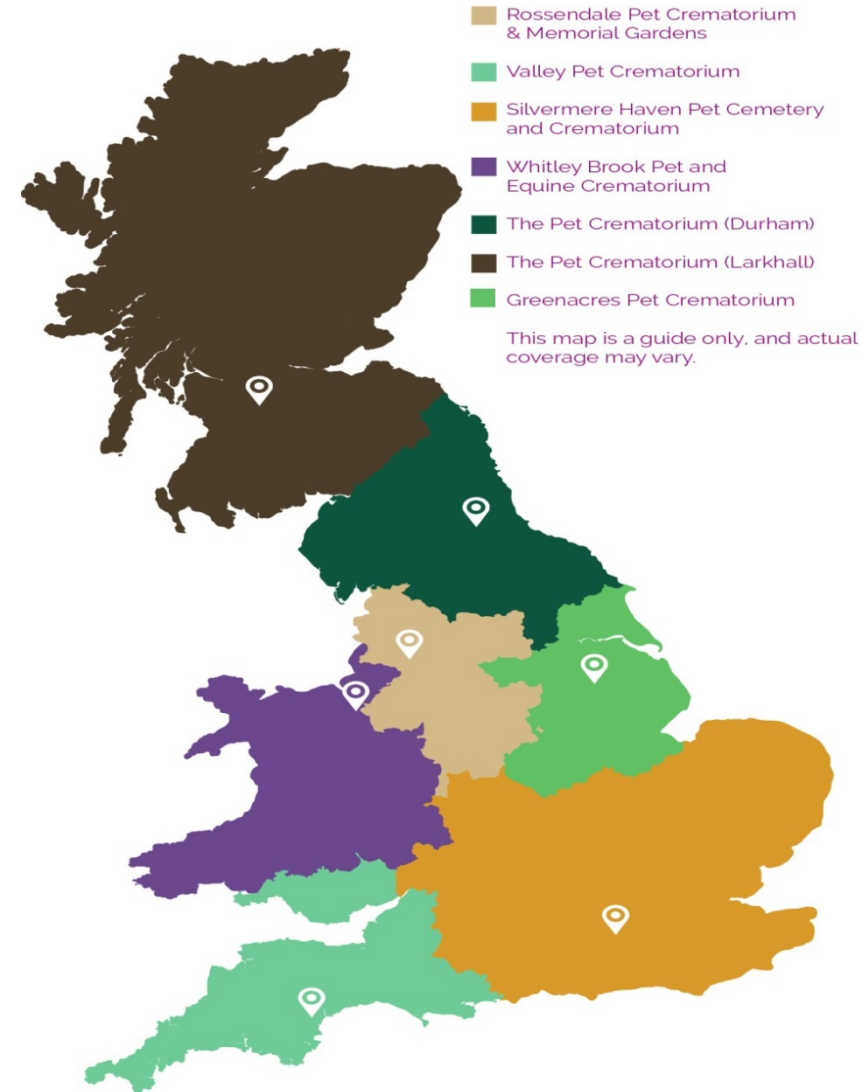 Rossendale Pet Crematorium
& Memorial Gardens
Valley Pet Crematorium
Silvermere Haven Pet Cemetery
and Crematorium
Whitley Brook Pet and
Equine Crematorium
The Pet Crematorium (Durham)
The Pet Crematorium (Larkhall)
Greenacres Pet Crematorium
This map is a guide only, and actual
coverage may vary.